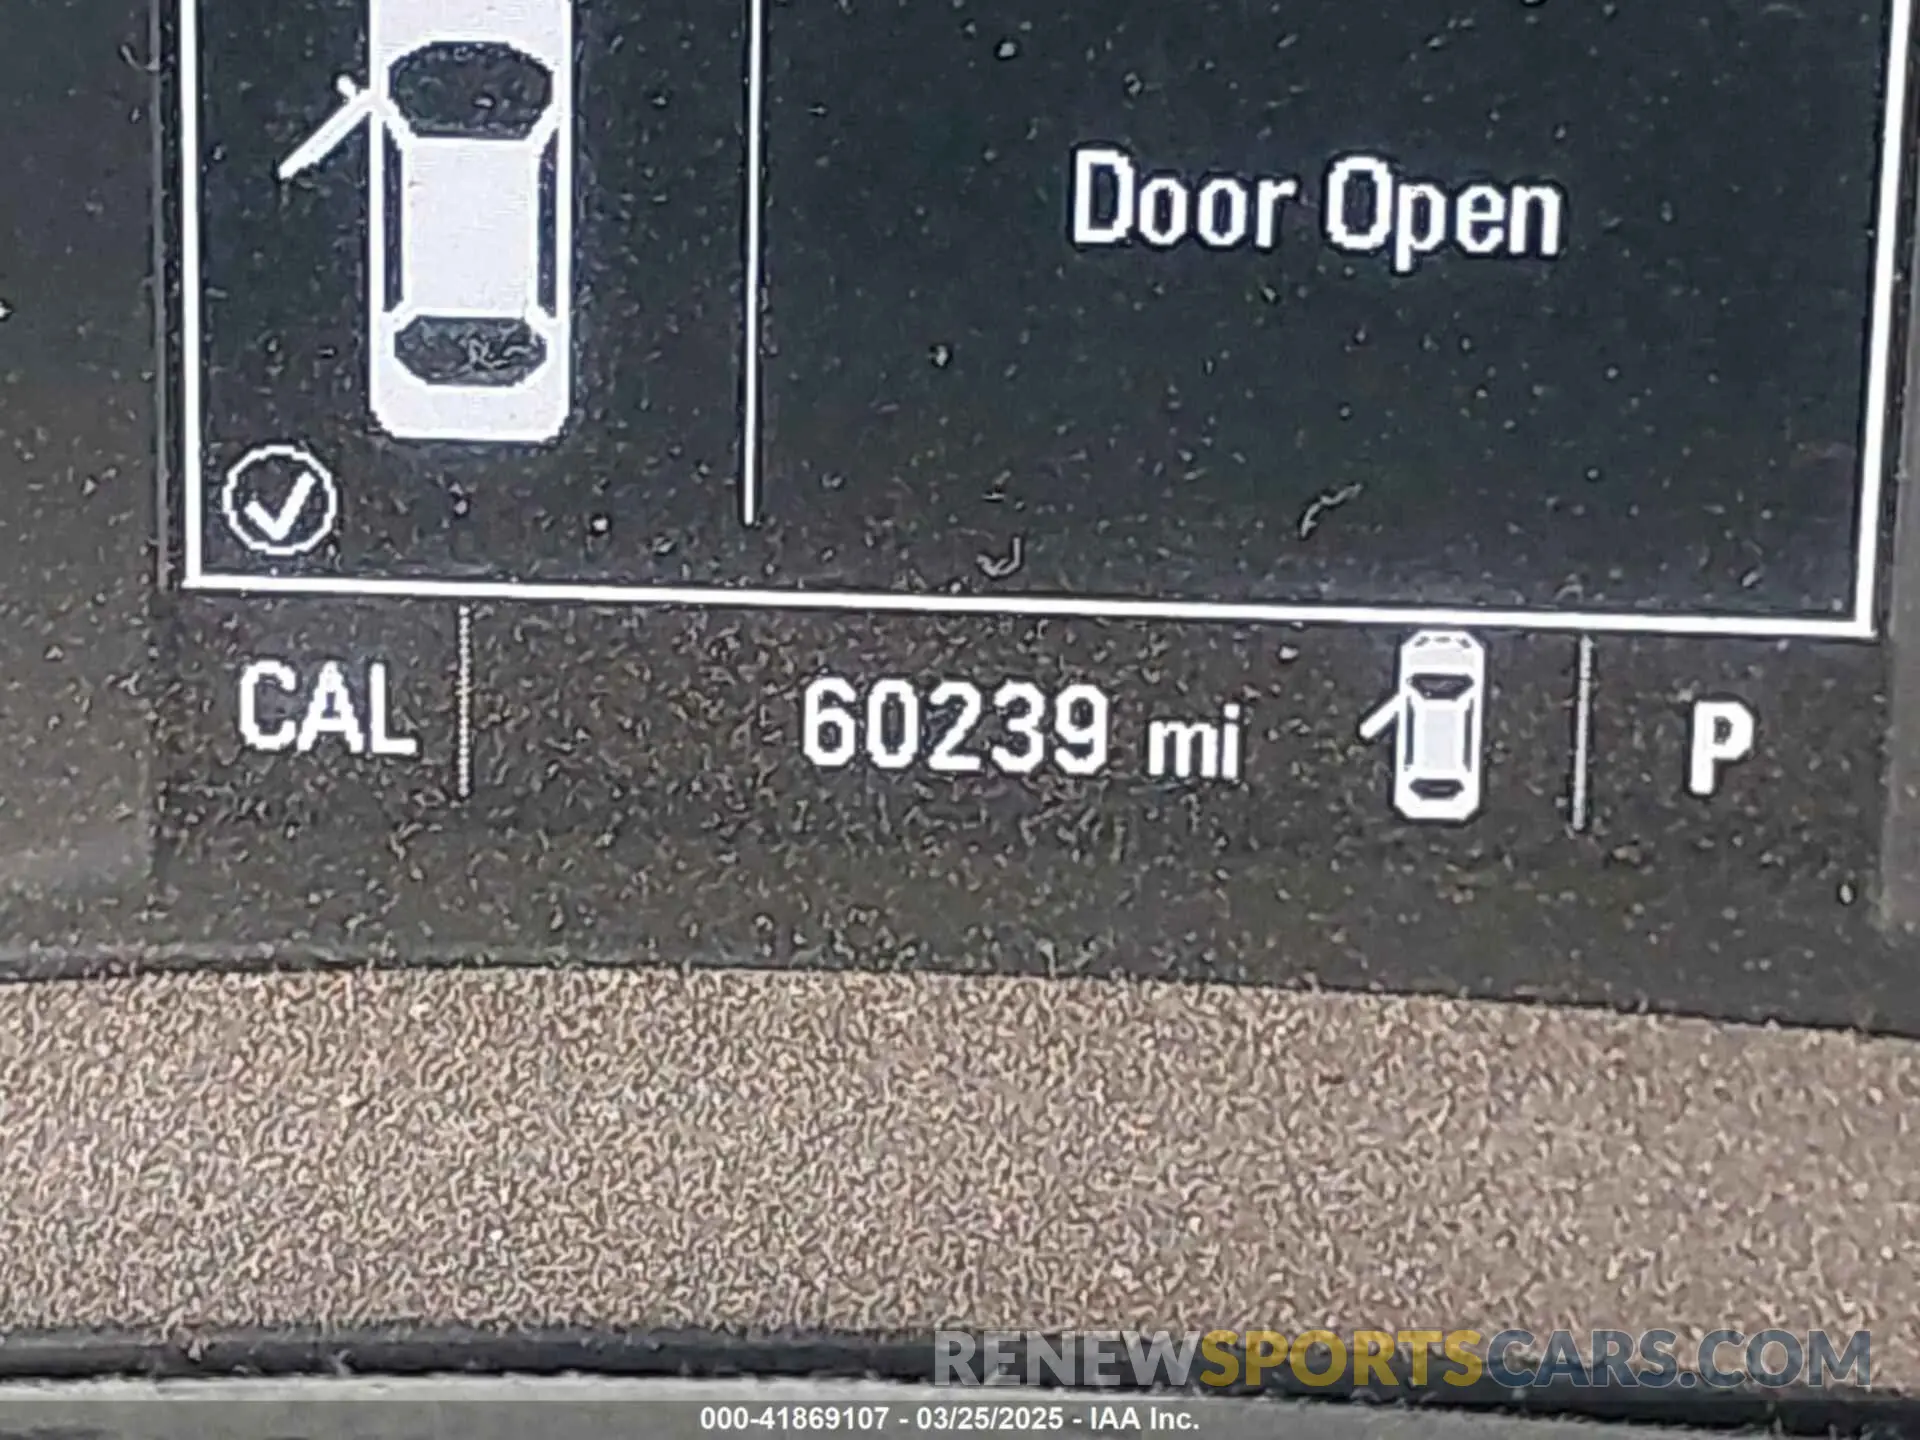 Door Open
CAL 60239 mi P
RENEWSPORTSCARS.COM
000-41869107 - 03/25/2025 - IAA Inc.